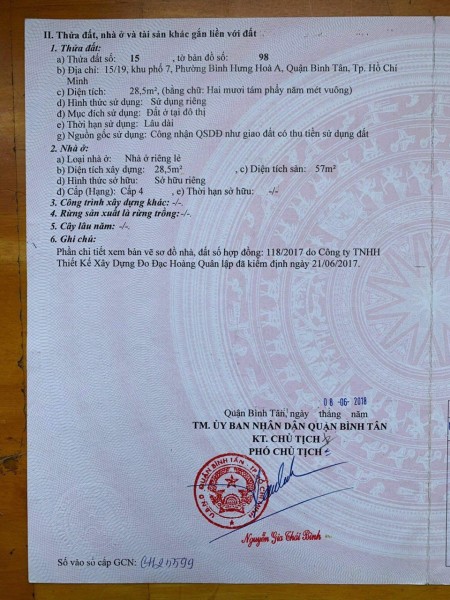 II. Thửa đất, nhà ở và tài sản khác gắn liền với đất
1. Thửa đất:
a) Thửa đất số: 15 , tờ bản đồ số: 98
b) Địa chỉ: 15/19, khu phố 7, Phường Bình Hưng Hoà A, Quận Bình Tân, Tp. Hồ Chí
Minh
c) Diện tích: 28,5m², (bằng chữ: Hai mươi tám phẩy năm mét vuông)
d) Hình thức sử dụng: Sử dụng riêng
đ) Mục đích sử dụng: Đất ở tại đô thị
e) Thời hạn sử dụng: Lâu dài
g) Nguồn gốc sử dụng: Công nhận QSDĐ như giao đất có thu tiền sử dụng đất
2. Nhà ở:
a) Loại nhà ở: Nhà ở riêng lẻ
b) Diện tích xây dựng: 28,5m² , c) Diện tích sàn: 57m²
d) Hình thức sở hữu: Sở hữu riêng
đ) Cấp (Hạng): Cấp 4 , e) Thời hạn sở hữu: -/-
3. Công trình xây dựng khác: -/-.
4. Rừng sản xuất là rừng trồng: -/-.
5. Cây lâu năm: -/-.
6. Ghi chú:
Phần chi tiết xem bản vẽ sơ đồ nhà, đất số hợp đồng: 118/2017 do Công ty TNHH
Thiết Kế Xây Dựng Đo Đạc Hoàng Quân lập đã kiểm định ngày 21/06/2017.
08 -06- 2018
Quận Bình Tân, ngày tháng năm
TM. ỦY BAN NHÂN DÂN QUẬN BÌNH TÂN
KT. CHỦ TỊCH
PHÓ CHỦ TỊCH
U.B.N.D QUẬN BÌNH TÂN - T.P HỒ CHÍ MINH
Nguyễn Gia Thái Bình
Số vào sổ cấp GCN: CH25599